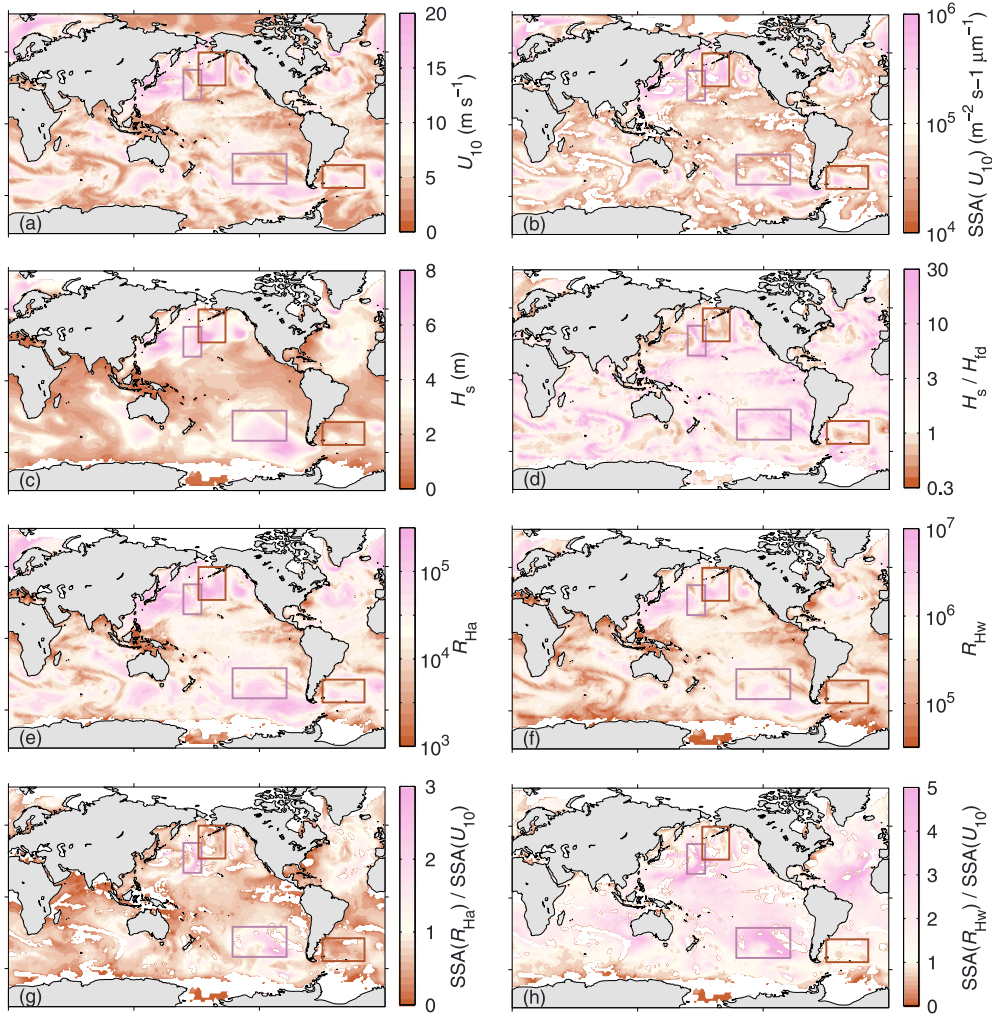 20
15
10
5
0
U10 (m s−1)
(a)
10^6
10^5
10^4
SSA( U10) (m−2 s−1 μm−1)
(b)
8
6
4
2
0
Hs (m)
(c)
30
10
3
1
0.3
Hs / Hfd
(d)
10^5
10^4
10^3
RHa
(e)
10^7
10^6
10^5
RHw
(f)
3
2
1
0
SSA(RHa) / SSA(U10)
(g)
5
4
3
2
1
0
SSA(RHw) / SSA(U10)
(h)